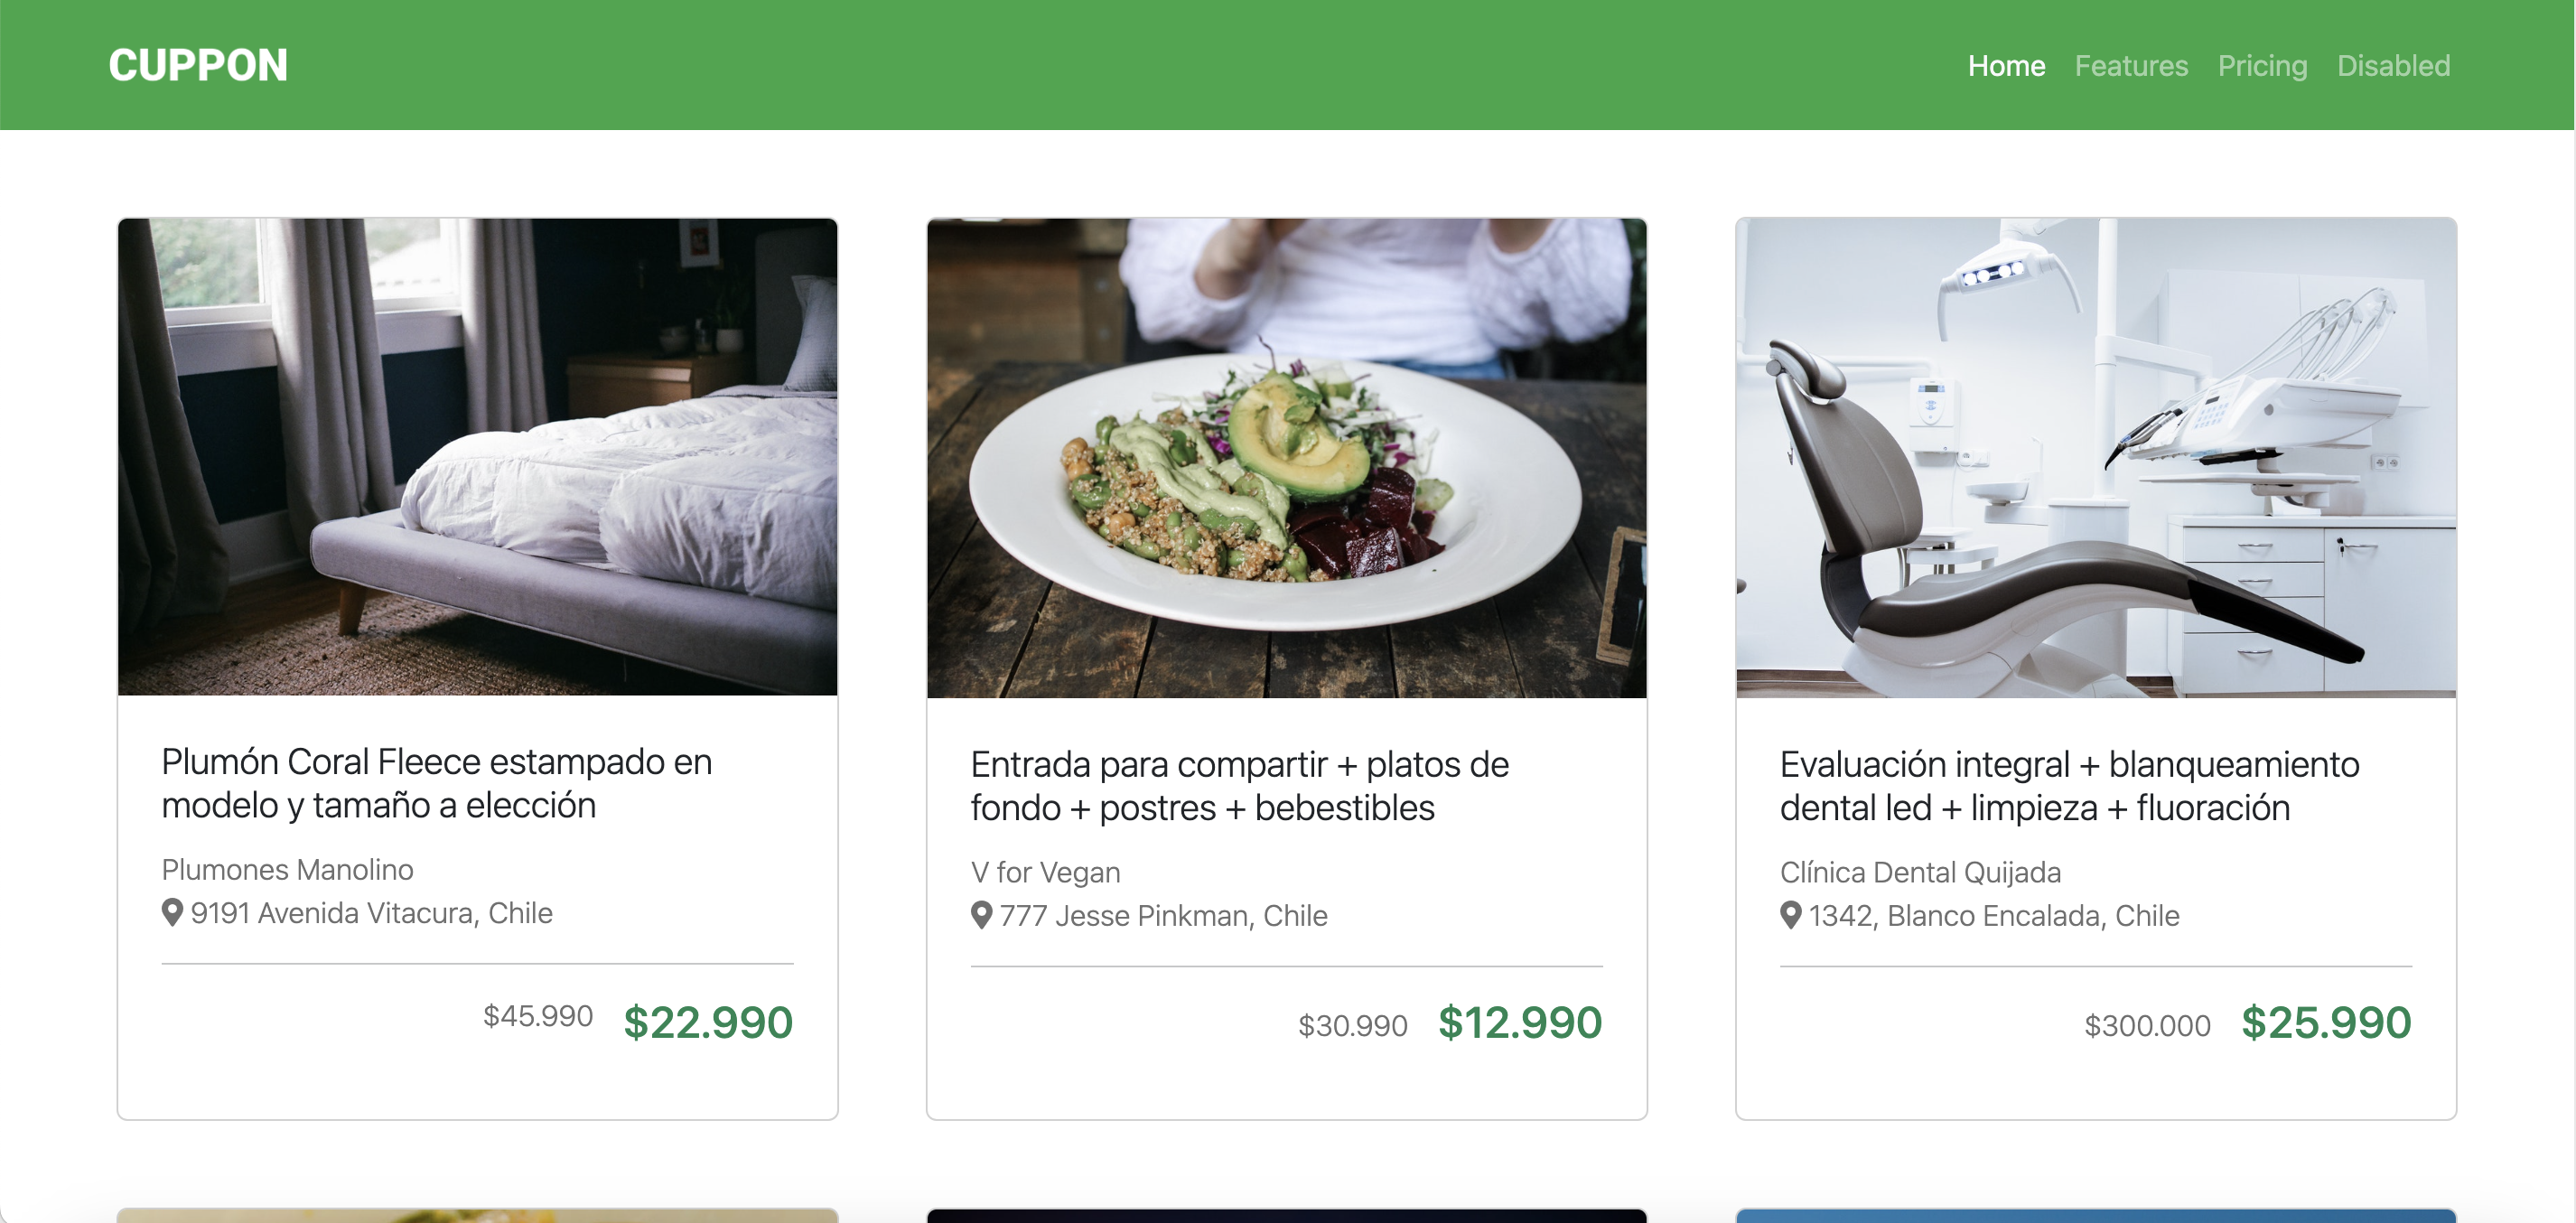 CUPPON
Home Features Pricing Disabled
Plumón Coral Fleece estampado en
modelo y tamaño a elección
Plumones Manolino
9191 Avenida Vitacura, Chile
$45.990 $22.990
Entrada para compartir + platos de
fondo + postres + bebestibles
V for Vegan
777 Jesse Pinkman, Chile
$30.990 $12.990
Evaluación integral + blanqueamiento
dental led + limpieza + fluoración
Clínica Dental Quijada
1342, Blanco Encalada, Chile
$300.000 $25.990